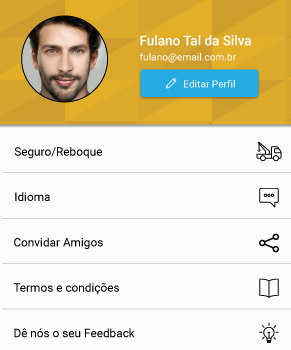 Fulano Tal da Silva
fulano@email.com.br
Editar Perfil
Seguro/Reboque
Idioma
Convidar Amigos
Termos e condições
Dê nós o seu Feedback